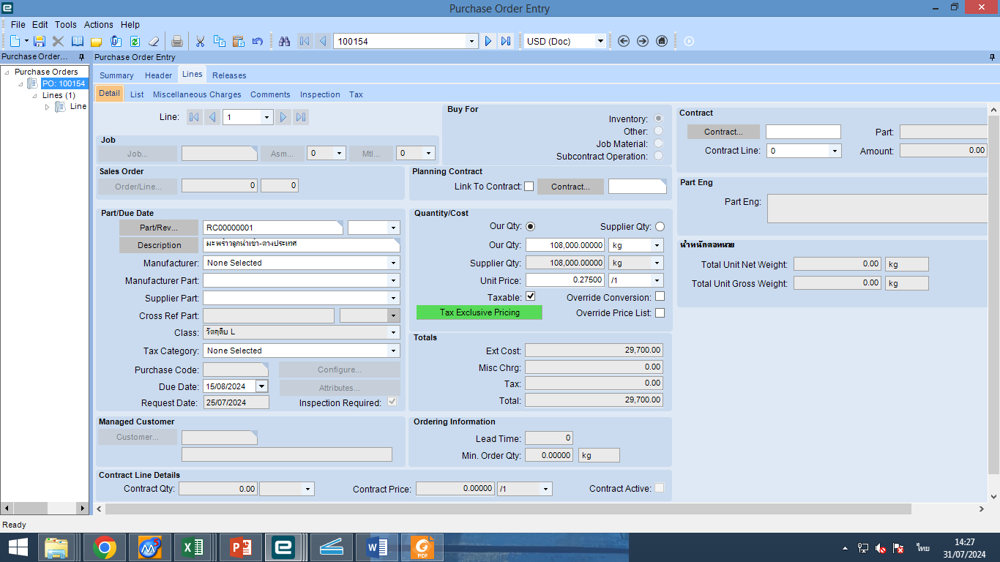 Purchase Order Entry
File Edit Tools Actions Help
100154 USD (Doc)
Purchase Order... Purchase Order Entry
Purchase Orders
PO: 100154
Lines (1)
Line
Summary Header Lines Releases
Detail List Miscellaneous Charges Comments Inspection Tax
Line: 1
Job
Job... Asm... 0 Mtl... 0
Buy For
Inventory:
Other:
Job Material:
Subcontract Operation:
Contract
Contract... Part:
Contract Line: 0 Amount: 0.00
Sales Order
Order/Line... 0 0
Planning Contract
Link To Contract: Contract...
Part Eng
Part Eng:
Part/Due Date
Part/Rev... RC00000001
Description มะพร้าวลูกนำเข้า-ต่างประเทศ
Manufacturer: None Selected
Manufacturer Part:
Supplier Part:
Cross Ref Part:
Class: วัตถุดิบ L
Tax Category: None Selected
Purchase Code: Configure...
Due Date: 15/08/2024 Attributes...
Request Date: 25/07/2024 Inspection Required:
Quantity/Cost
Our Qty: Supplier Qty:
Our Qty: 108,000.00000 kg
Supplier Qty: 108,000.00000 kg
Unit Price: 0.27500 /1
Taxable: Override Conversion:
Tax Exclusive Pricing Override Price List:
Totals
Ext Cost: 29,700.00
Misc Chrg: 0.00
Tax: 0.00
Total: 29,700.00
น้ำหนักต่อหน่วย
Total Unit Net Weight: 0.00 kg
Total Unit Gross Weight: 0.00 kg
Managed Customer
Customer...
Ordering Information
Lead Time: 0
Min. Order Qty: 0.00000 kg
Contract Line Details
Contract Qty: 0.00 Contract Price: 0.00000 /1 Contract Active:
Ready
PDF
ไทย
14:27
31/07/2024